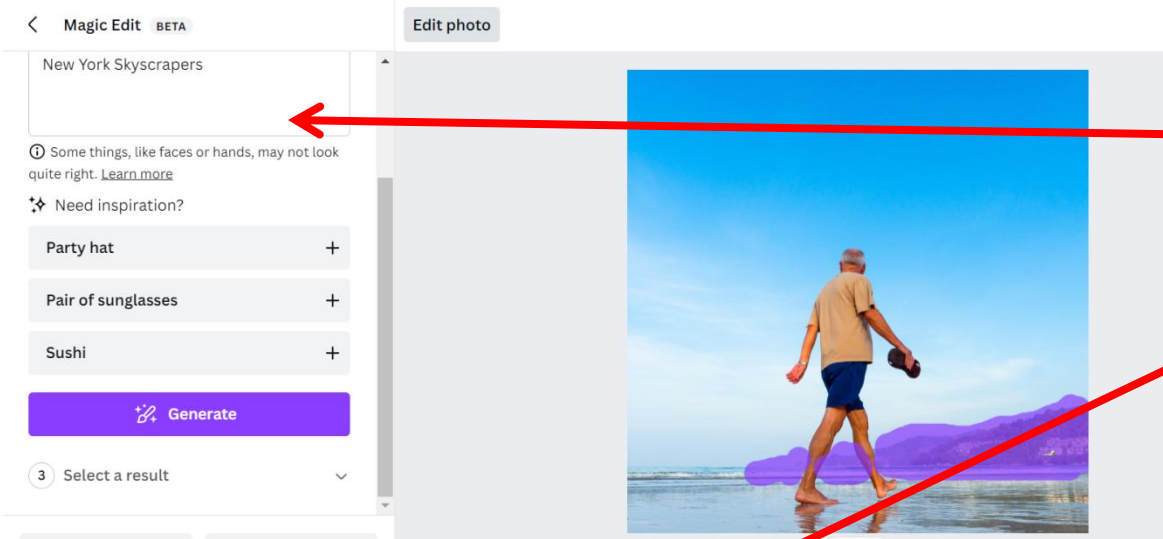 Magic Edit BETA
Edit photo
New York Skyscrapers
Some things, like faces or hands, may not look
quite right. Learn more
Need inspiration?
Party hat
Pair of sunglasses
Sushi
Generate
3 Select a result